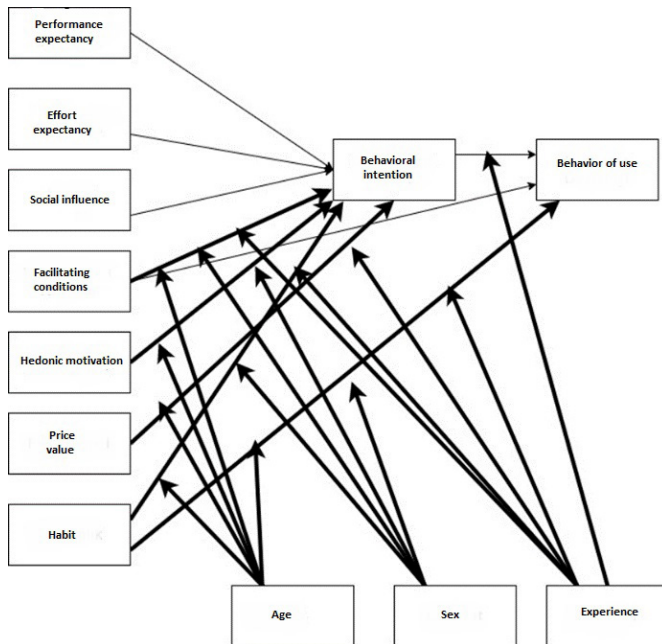 Performance
expectancy
Effort
expectancy
Social influence
Facilitating
conditions
Hedonic motivation
Price
value
Habit
Behavioral
intention
Behavior of use
Age
Sex
Experience